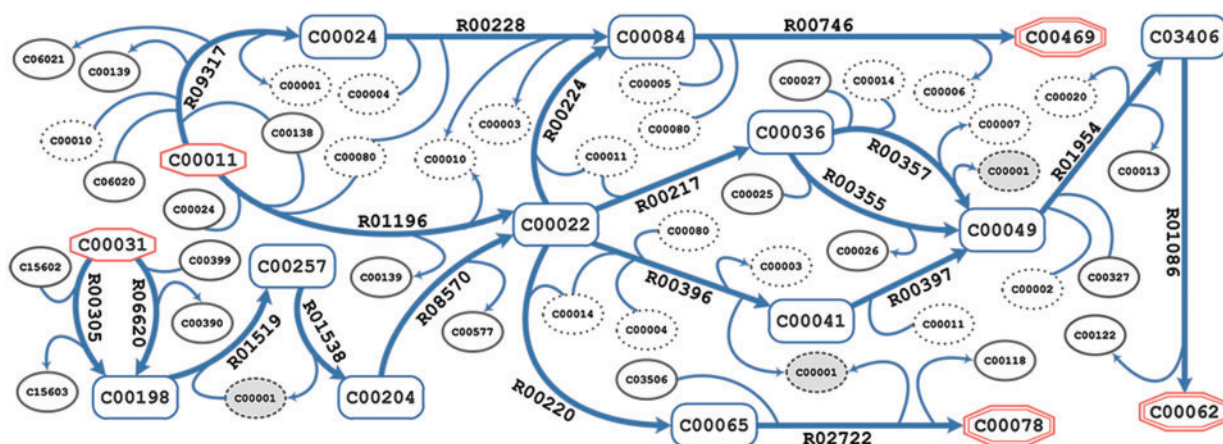 C00024
R00228
C00084
R00746
C00469
C03406
C06021
C00139
R09317
C00001
C00004
C00003
C00005
C00080
C00027
C00014
C00006
C00020
C00010
C00138
C00080
C00010
R00224
C00011
C00036
C00007
C00001
R01954
C00013
C00011
C06020
C00024
R01196
C00022
R00217
C00025
R00357
R00355
C00049
R01086
C00031
C15602
C00399
C00257
C00139
R08570
C00080
C00003
C00026
C00002
C00327
R00305
R06620
C00390
R01519
R01538
C00577
C00014
C00004
R00396
C00041
R00397
C00011
C00122
C15603
C00198
C00001
C00204
R00220
C03506
C00001
C00118
C00065
R02722
C00078
C00062